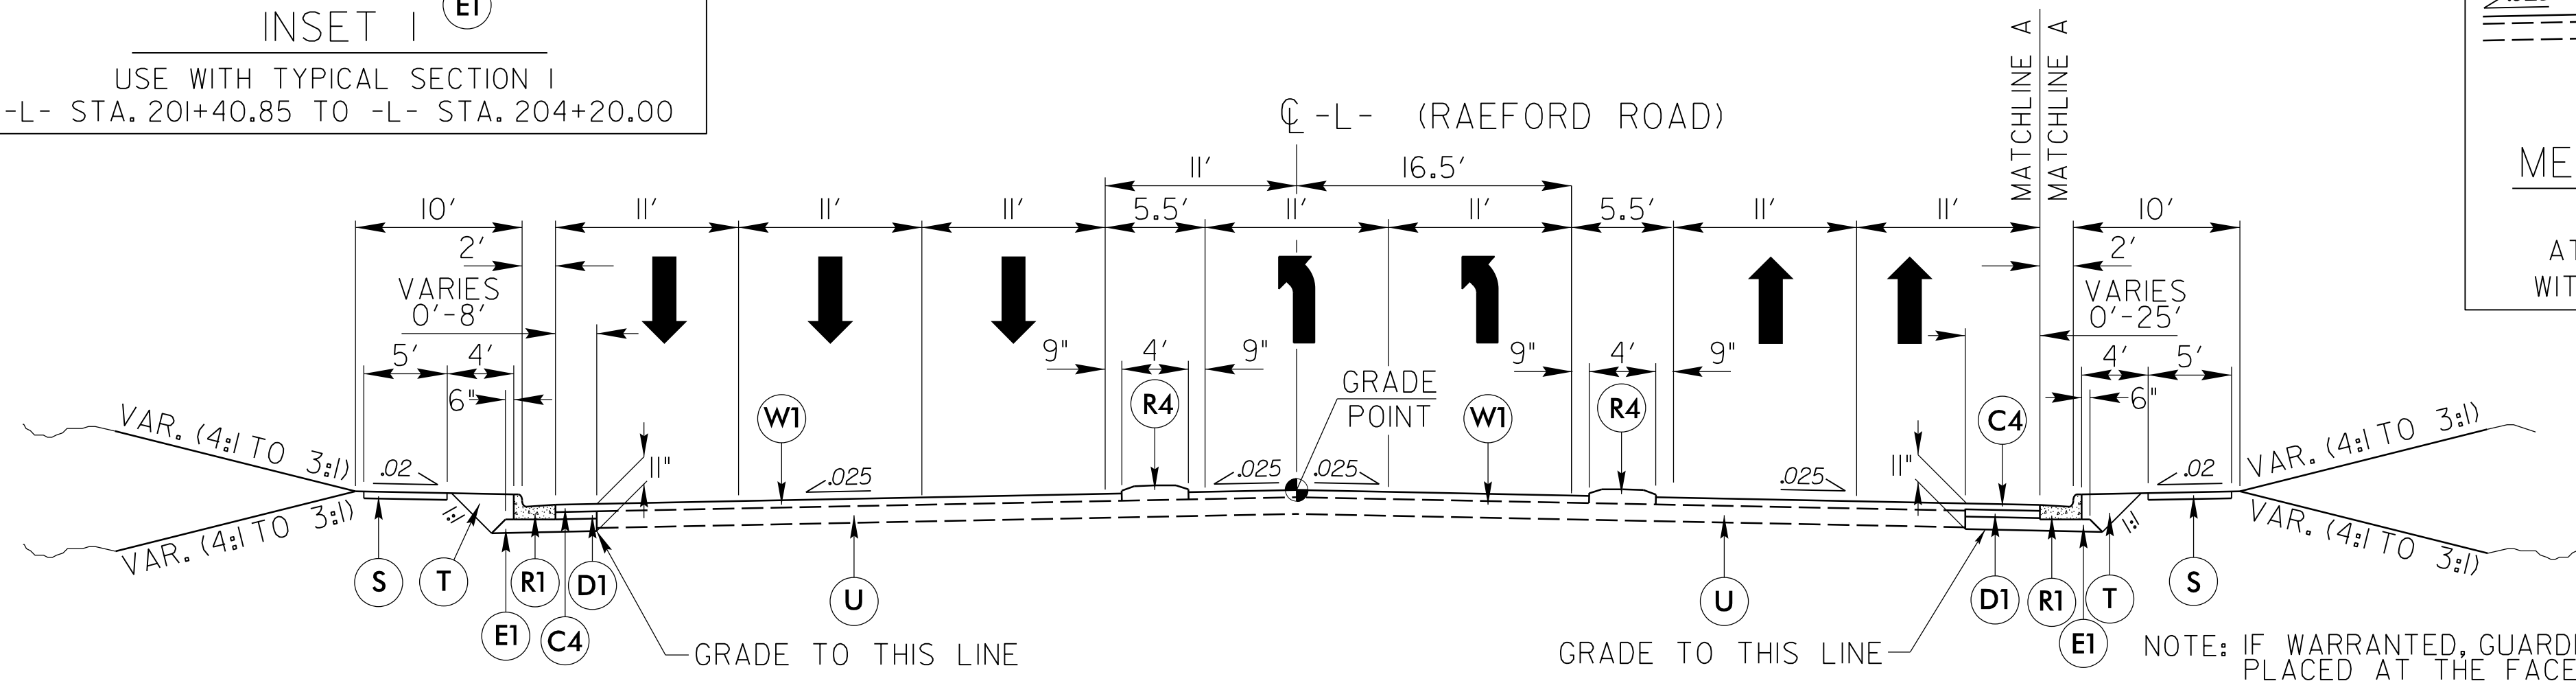 E1
INSET 1
USE WITH TYPICAL SECTION 1
-L- STA. 201+40.85 TO -L- STA. 204+20.00
MATCHLINE A
MATCHLINE A
℄ -L- (RAEFORD ROAD)
11' 16.5'
10' 11' 11' 11' 5.5' 11' 11' 5.5' 11' 11' 10'
2' 2'
VARIES
0'-8'
VARIES
0'-25'
5' 4' 9" 4' 9" 9" 4' 9" 4' 5'
6" 6"
GRADE
POINT
W1 R4 W1 R4 C4
VAR. (4:1 TO 3:1) .02 11" .025 .025 .025 .025 11" .02 VAR. (4:1 TO 3:1)
VAR. (4:1 TO 3:1) 1:1 1:1 VAR. (4:1 TO 3:1)
S T R1 D1 U U D1 R1 T S
E1 C4 E1
GRADE TO THIS LINE
GRADE TO THIS LINE
NOTE: IF WARRANTED,
PLACED AT THE FACE
ME
AT
WIT